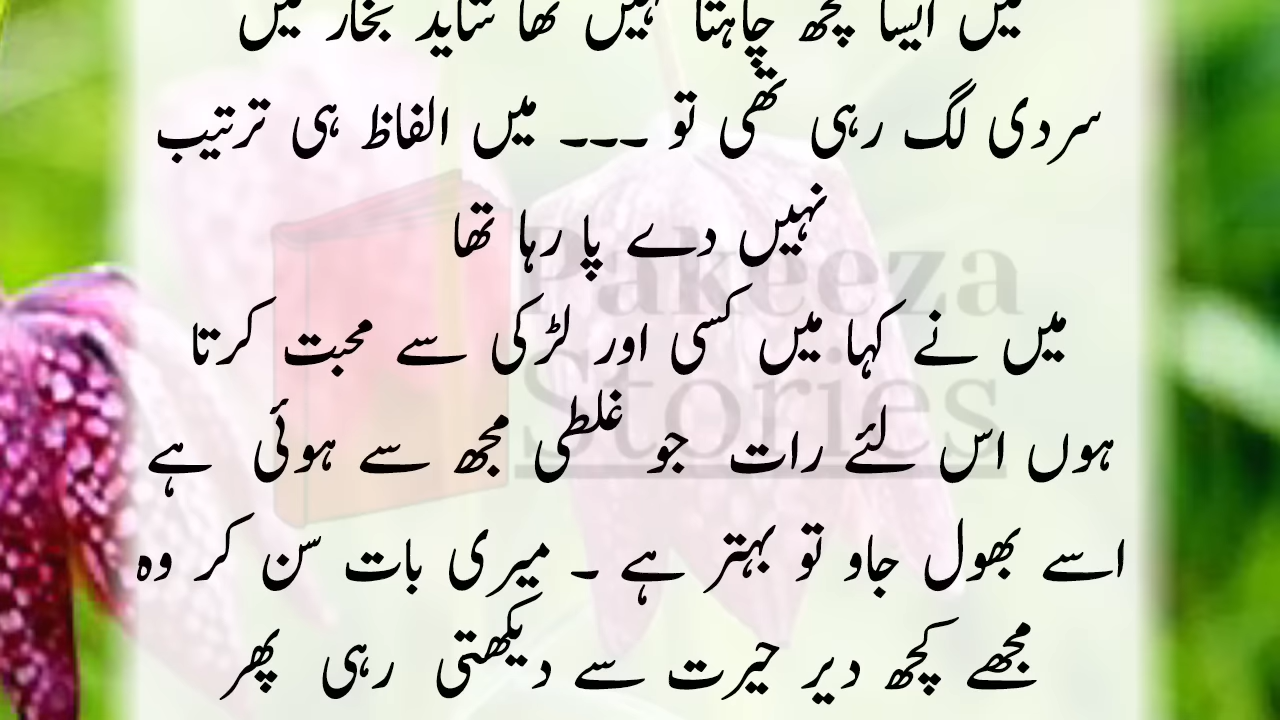 میں ایسا کچھ چاہتا نہیں تھا شاید بخار میں
سردی لگ رہی تھی تو ۔۔۔ میں الفاظ ہی ترتیب
نہیں دے پا رہا تھا
میں نے کہا میں کسی اور لڑکی سے محبت کرتا
ہوں اس لئے رات جو غلطی مجھ سے ہوئی ہے
اسے بھول جاو تو بہتر ہے ۔ میری بات سن کر وہ
مجھے کچھ دیر حیرت سے دیکھتی رہی پھر
Pakeeza
Stories